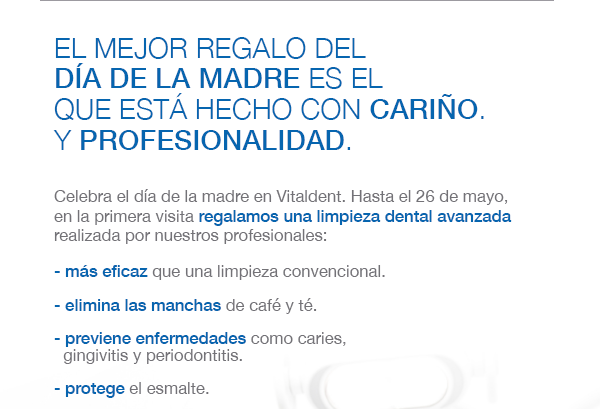 EL MEJOR REGALO DEL
DÍA DE LA MADRE ES EL
QUE ESTÁ HECHO CON CARIÑO.
Y PROFESIONALIDAD.
Celebra el día de la madre en Vitaldent. Hasta el 26 de mayo,
en la primera visita regalamos una limpieza dental avanzada
realizada por nuestros profesionales:
- más eficaz que una limpieza convencional.
- elimina las manchas de café y té.
- previene enfermedades como caries,
gingivitis y periodontitis.
- protege el esmalte.